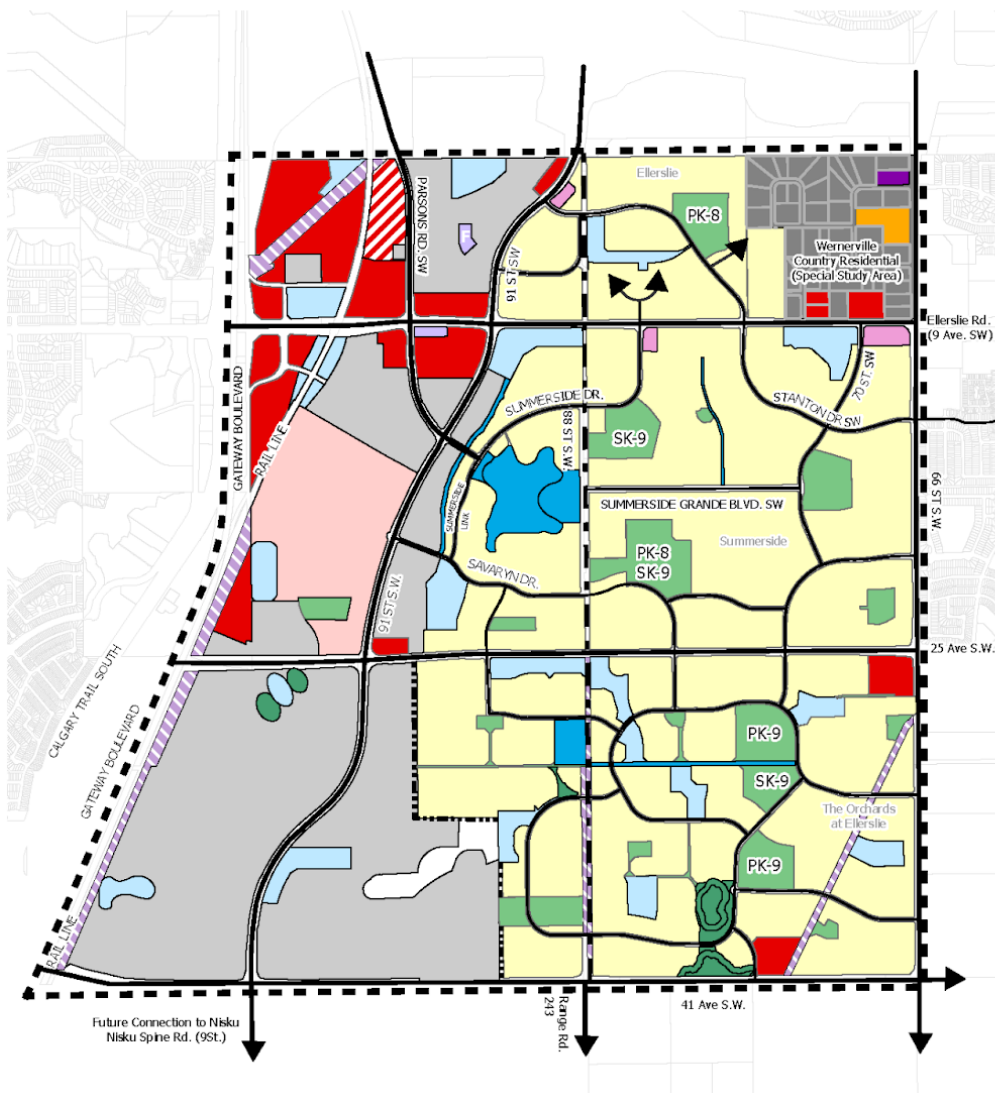 Ellerslie
PK-8
PARSONS RD. SW
F
91 ST SW
Wernerville
Country Residential
(Special Study Area)
Ellerslie Rd.
(9 Ave. SW)
GATEWAY BOULEVARD
RAIL LINE
SUMMERSIDE DR.
88 ST S.W.
STANTON DR SW
70 ST. SW
SK-9
66 ST S.W.
SUMMERSIDE GRANDE BLVD. SW
SUMMERSIDE
LINK
Summerside
PK-8
SK-9
SAVARYN DR.
91 ST S.W.
25 Ave S.W.
CALGARY TRAIL SOUTH
GATEWAY BOULEVARD
PK-9
SK-9
The Orchards
at Ellerslie
PK-9
RAIL LINE
41 Ave S.W.
Range Rd.
243
Future Connection to Nisku
Nisku Spine Rd. (9St.)